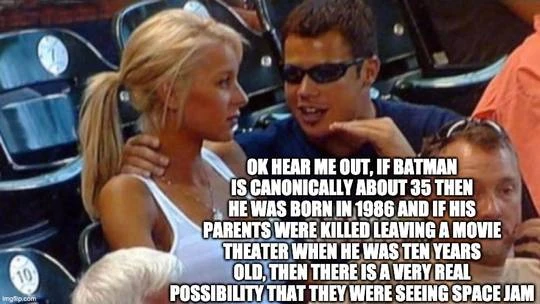 OK HEAR ME OUT, IF BATMAN
IS CANONICALLY ABOUT 35 THEN
HE WAS BORN IN 1986 AND IF HIS
PARENTS WERE KILLED LEAVING A MOVIE
THEATER WHEN HE WAS TEN YEARS
OLD, THEN THERE IS A VERY REAL
POSSIBILITY THAT THEY WERE SEEING SPACE JAM
10
imgflip.com